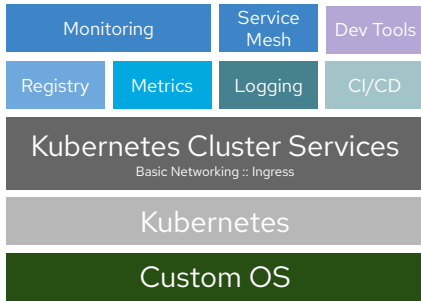 Monitoring
Service
Mesh
Dev Tools
Registry
Metrics
Logging
CI/CD
Kubernetes Cluster Services
Basic Networking :: Ingress
Kubernetes
Custom OS